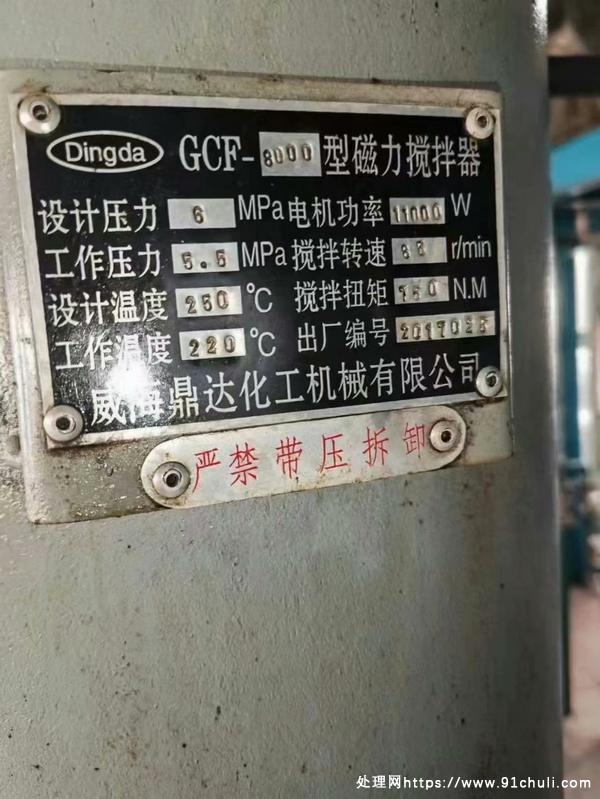 Dingda GCF-8000型磁力搅拌器
设计压力 6 MPa 电机功率 11000 W
工作压力 5.5 MPa 搅拌转速 85 r/min
设计温度 250 ℃ 搅拌扭矩 150 N.M
工作温度 220 ℃ 出厂编号 2017025
威海鼎达化工机械有限公司
严禁带压拆卸
处理网https://www.91chuli.com